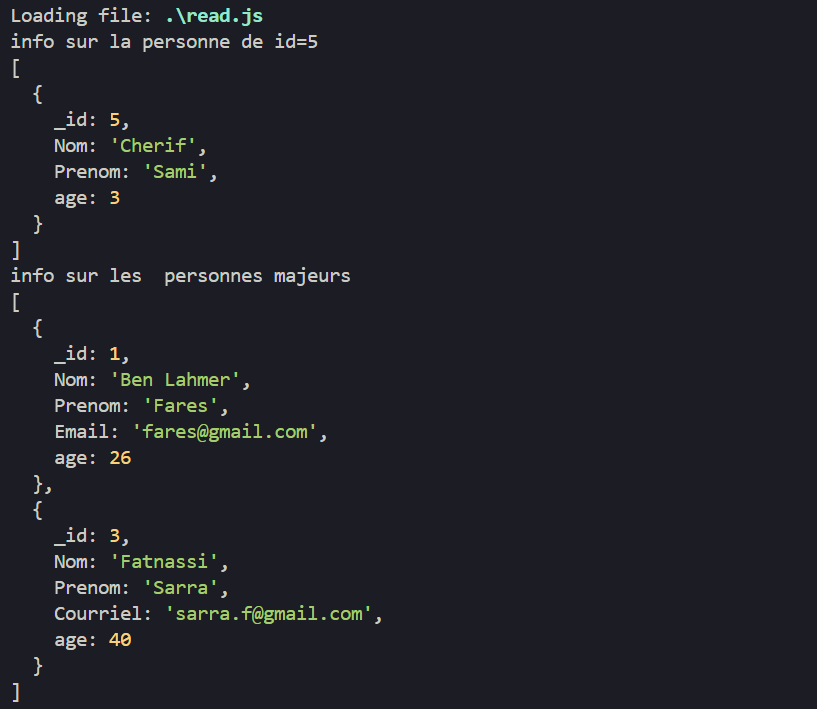 Loading file: .\read.js
info sur la personne de id=5
[
  {
    _id: 5,
    Nom: 'Cherif',
    Prenom: 'Sami',
    age: 3
  }
]
info sur les  personnes majeurs
[
  {
    _id: 1,
    Nom: 'Ben Lahmer',
    Prenom: 'Fares',
    Email: 'fares@gmail.com',
    age: 26
  },
  {
    _id: 3,
    Nom: 'Fatnassi',
    Prenom: 'Sarra',
    Courriel: 'sarra.f@gmail.com',
    age: 40
  }
]